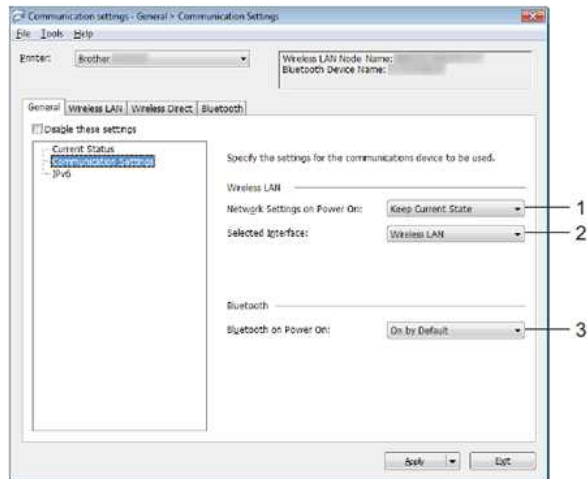 Communication settings - General > Communication Settings
File Tools Help
Printer: Brother
Wireless LAN Node Name:
Bluetooth Device Name:
General Wireless LAN Wireless Direct Bluetooth
Disable these settings
Current Status
Communication Settings
IPv6
Specify the settings for the communications device to be used.
Wireless LAN
Network Settings on Power On: Keep Current State 1
Selected Interface: Wireless LAN 2
Bluetooth
Bluetooth on Power On: On by Default 3
Apply Exit